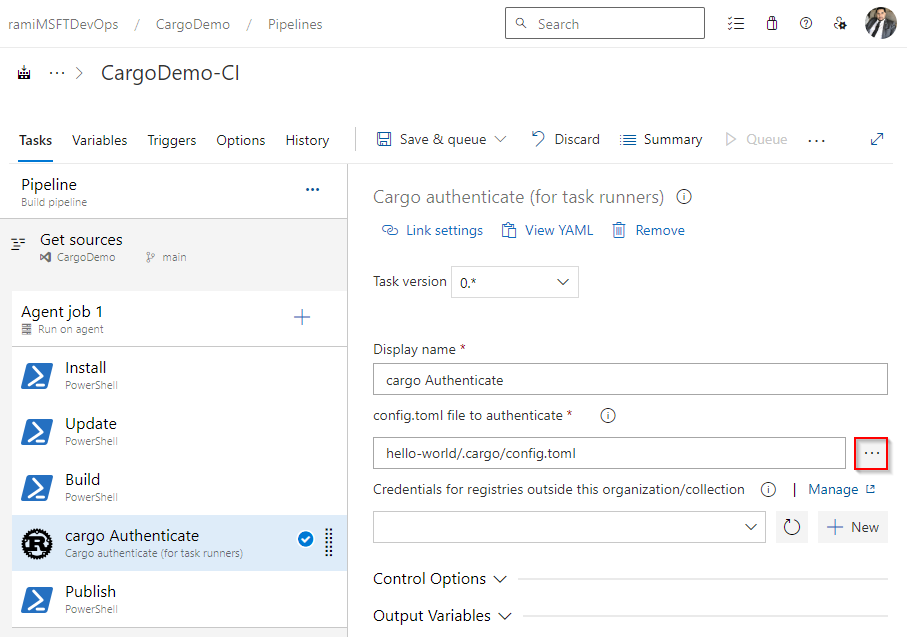 ramiMSFTDevOps / CargoDemo / Pipelines
Search
··· > CargoDemo-CI
Tasks Variables Triggers Options History
Save & queue Discard Summary Queue ···
Pipeline ···
Build pipeline
Get sources
CargoDemo main
Agent job 1
Run on agent
Install
PowerShell
Update
PowerShell
Build
PowerShell
cargo Authenticate
Cargo authenticate (for task runners)
Publish
PowerShell
Cargo authenticate (for task runners)
Link settings View YAML Remove
Task version 0.*
Display name *
cargo Authenticate
config.toml file to authenticate *
hello-world/.cargo/config.toml ···
Credentials for registries outside this organization/collection | Manage
New
Control Options
Output Variables